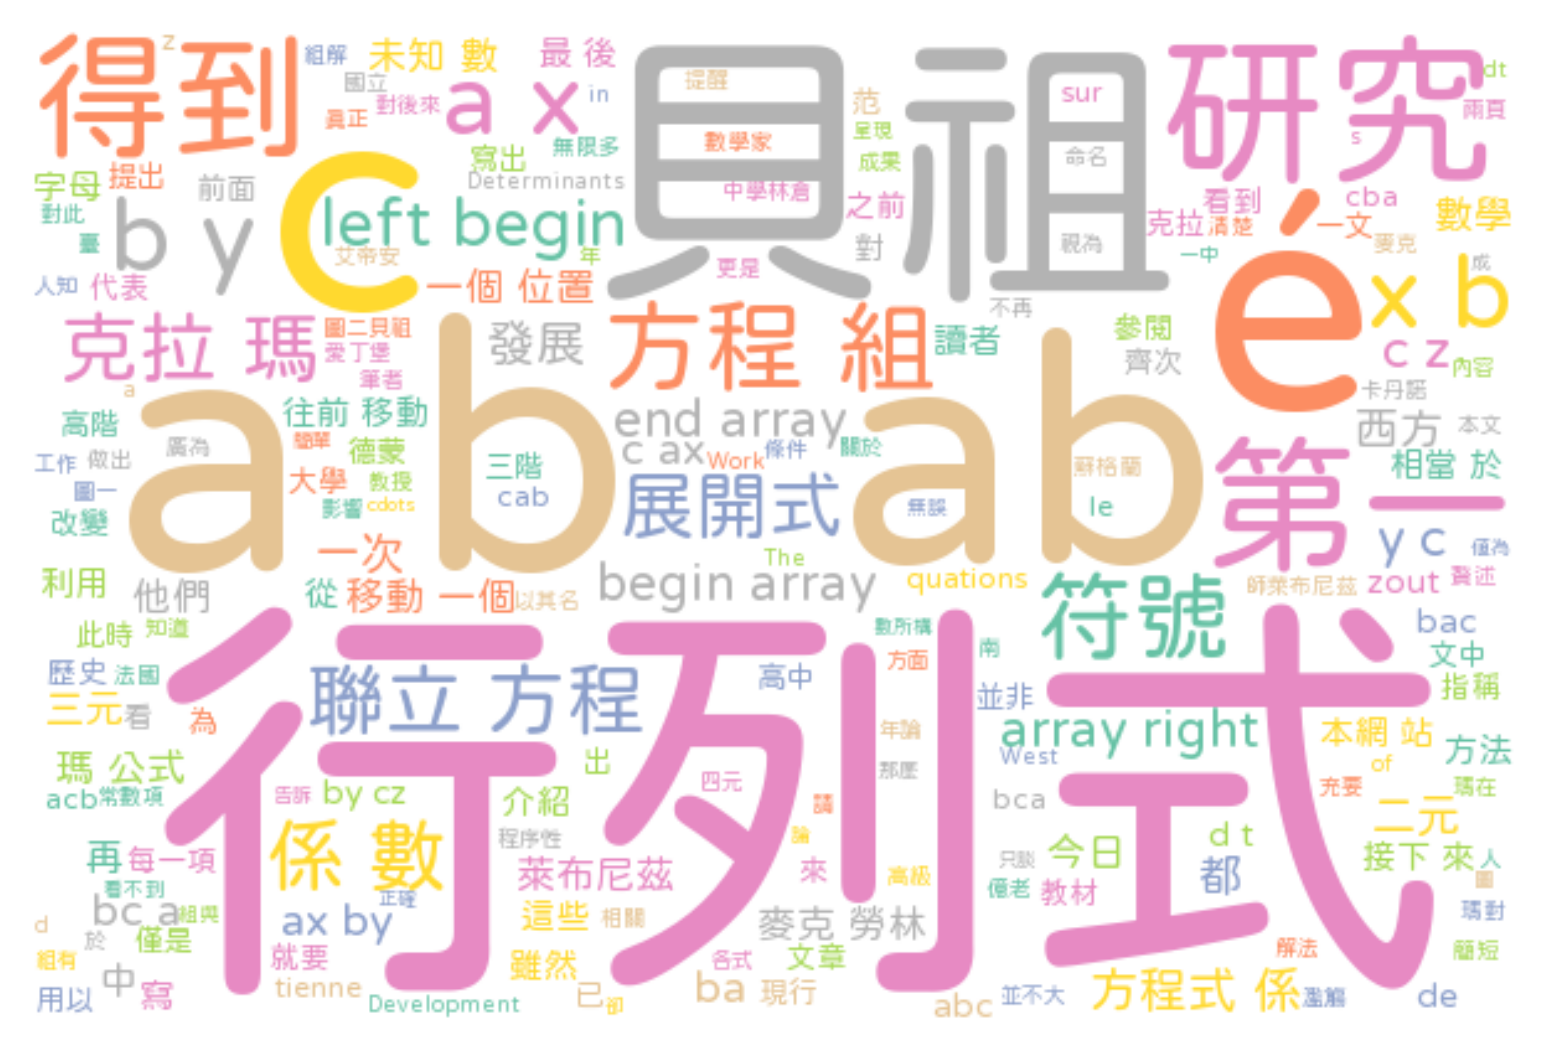 得到
z
組解
未知 數
最 後
國立
對後來
a x
in
真正
貝祖
提醒
數學家
中學林倉
更是
范
呈現
成果
之前
對
sur
命名
視為
研究
dt
兩頁
s
字母
提出
前面
寫出
無限多
Determinants
對此
臺
b y
c
left begin
艾帝安
年
人知
代表
一個 位置
克拉
看到
清楚
cba
一文
數學
麥克
一中
é
成
x b
不再
克拉 瑪
圖二貝祖
愛丁堡
筆者
發展
方程 組
讀者
參閱
齊次
c z
內容
卡丹諾
a
ab ab
高階
往前 移動
廣為
簡單
德蒙
end array
c ax
Work
條件
關於
西方
本文
工作
做出
圖一
大學
教授
三階
cab
展開式
無誤
蘇格蘭
le
第一
相當 於
改變
影響
cdots
一次
The
y c
僅為
利用
他們
從
移動 一個
以其名
begin array
quations
符號
師萊布尼茲
zout
贅述
此時
知道
行列式
數所構
方面
南
bac
文中
歷史
法國
聯立 方程
高中
並非
指稱
三元
看
為
年論
array right
本網 站
方法
瑪 公式
出
那麼
West
of
acb
常數項
告訴
by cz
介紹
四元
請
bca
充要
瑪在
二元
係 數
程序性
論
只談
今日
d t
都
接下 來
人
圖
再
每一項
看不到
萊布尼茲
來
高級
億老
教材
bc a
組與
正確
ax by
這些
相關
麥克 勞林
瑪對
d
於
僅是
組有
就要
雖然
各式
文章
解法
簡短
用以
中
寫
tienne
Development
已
卻
ba
現行
abc
並不大
方程式 係
濫觴
de